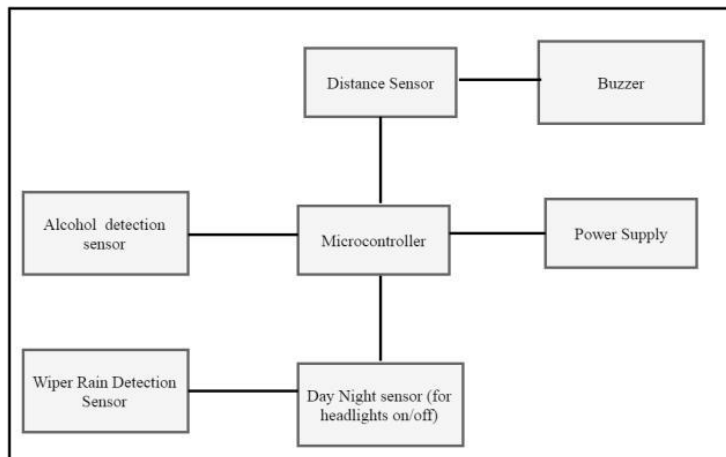 Distance Sensor
Buzzer
Alcohol detection
sensor
Microcontroller
Power Supply
Wiper Rain Detection
Sensor
Day Night sensor (for
headlights on/off)